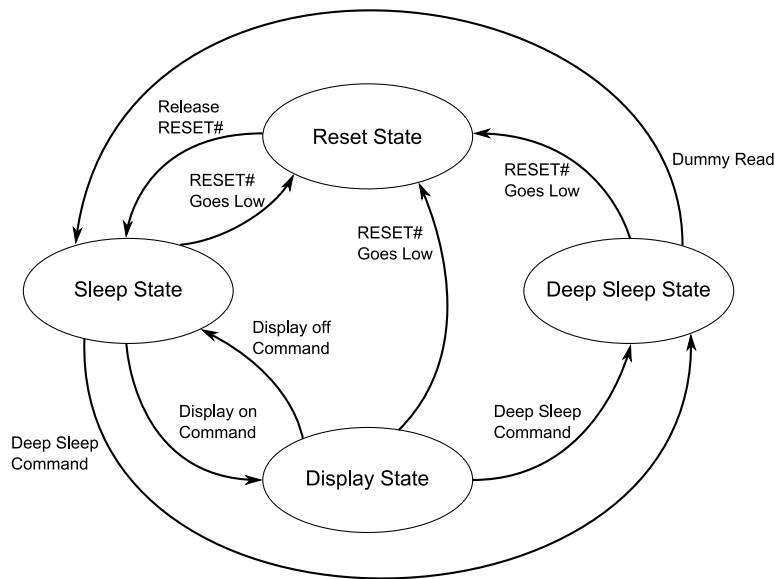 Release
RESET#
Reset State
RESET#
Goes Low
RESET#
Goes Low
Dummy Read
RESET#
Goes Low
Sleep State
Deep Sleep State
Display off
Command
Display on
Command
Deep Sleep
Command
Deep Sleep
Command
Display State